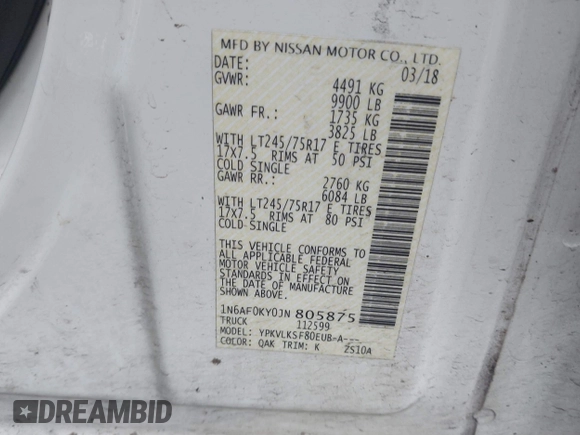 MFD BY NISSAN MOTOR CO., LTD.
DATE: 03/18
GVWR: 4491 KG
9900 LB
GAWR FR.: 1735 KG
3825 LB
WITH LT245/75R17 E TIRES
17X7.5 RIMS AT 50 PSI
COLD SINGLE
GAWR RR.: 2760 KG
6084 LB
WITH LT245/75R17 E TIRES
17X7.5 RIMS AT 80 PSI
COLD SINGLE
THIS VEHICLE CONFORMS TO
ALL APPLICABLE FEDERAL
MOTOR VEHICLE SAFETY
STANDARDS IN EFFECT ON
THE DATE OF MANUFACTURE
SHOWN ABOVE.
1N6AF0KY0JN 805875
TRUCK 112599
MODEL: YPKVLKSF80EUB-A---
COLOR: QAK TRIM: K ZS10A
DREAMBID